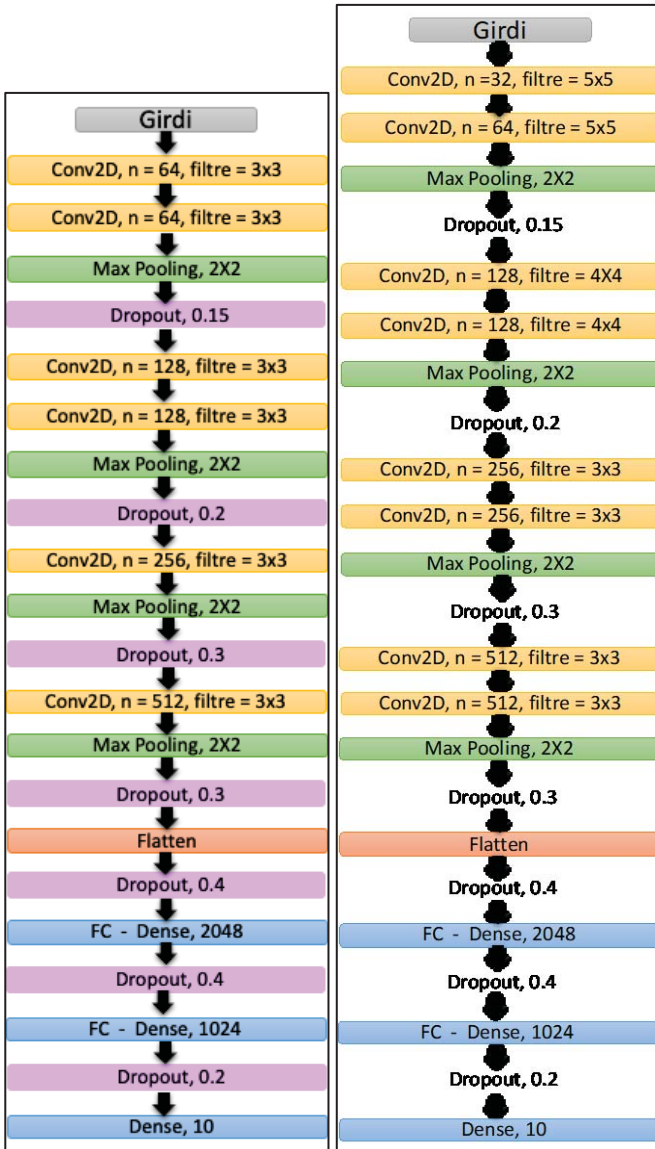 Girdi
Conv2D, n = 64, filtre = 3x3
Conv2D, n = 64, filtre = 3x3
Max Pooling, 2X2
Dropout, 0.15
Conv2D, n = 128, filtre = 3x3
Conv2D, n = 128, filtre = 3x3
Max Pooling, 2X2
Dropout, 0.2
Conv2D, n = 256, filtre = 3x3
Max Pooling, 2X2
Dropout, 0.3
Conv2D, n = 512, filtre = 3x3
Max Pooling, 2X2
Dropout, 0.3
Flatten
Dropout, 0.4
FC - Dense, 2048
Dropout, 0.4
FC - Dense, 1024
Dropout, 0.2
Dense, 10
Girdi
Conv2D, n =32, filtre = 5x5
Conv2D, n = 64, filtre = 5x5
Max Pooling, 2X2
Dropout, 0.15
Conv2D, n = 128, filtre = 4X4
Conv2D, n = 128, filtre = 4x4
Max Pooling, 2X2
Dropout, 0.2
Conv2D, n = 256, filtre = 3x3
Conv2D, n = 256, filtre = 3x3
Max Pooling, 2X2
Dropout, 0.3
Conv2D, n = 512, filtre = 3x3
Conv2D, n = 512, filtre = 3x3
Max Pooling, 2X2
Dropout, 0.3
Flatten
Dropout, 0.4
FC - Dense, 2048
Dropout, 0.4
FC - Dense, 1024
Dropout, 0.2
Dense, 10